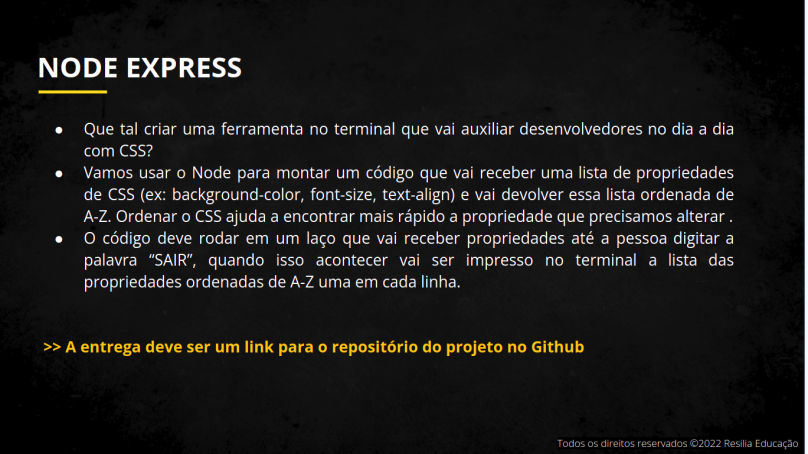 NODE EXPRESS
● Que tal criar uma ferramenta no terminal que vai auxiliar desenvolvedores no dia a dia
com CSS?
● Vamos usar o Node para montar um código que vai receber uma lista de propriedades
de CSS (ex: background-color, font-size, text-align) e vai devolver essa lista ordenada de
A-Z. Ordenar o CSS ajuda a encontrar mais rápido a propriedade que precisamos alterar .
● O código deve rodar em um laço que vai receber propriedades até a pessoa digitar a
palavra “SAIR”, quando isso acontecer vai ser impresso no terminal a lista das
propriedades ordenadas de A-Z uma em cada linha.
>> A entrega deve ser um link para o repositório do projeto no Github
Todos os direitos reservados ©2022 Resilia Educação